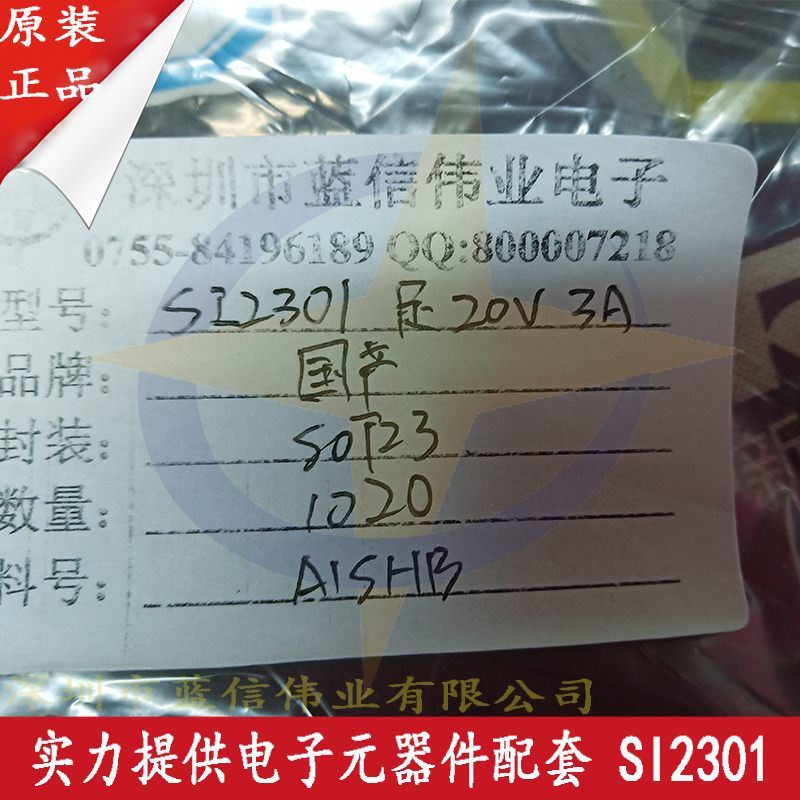 原装
正品
深圳市蓝信伟业电子
0755-84196189 QQ:800007218
型号: SI2301 足 20V 3A
品牌: 国产
封装: SOT23
数量: 1020
料号: A1SHB
深圳市蓝信伟业有限公司
实力提供电子元器件配套 SI2301